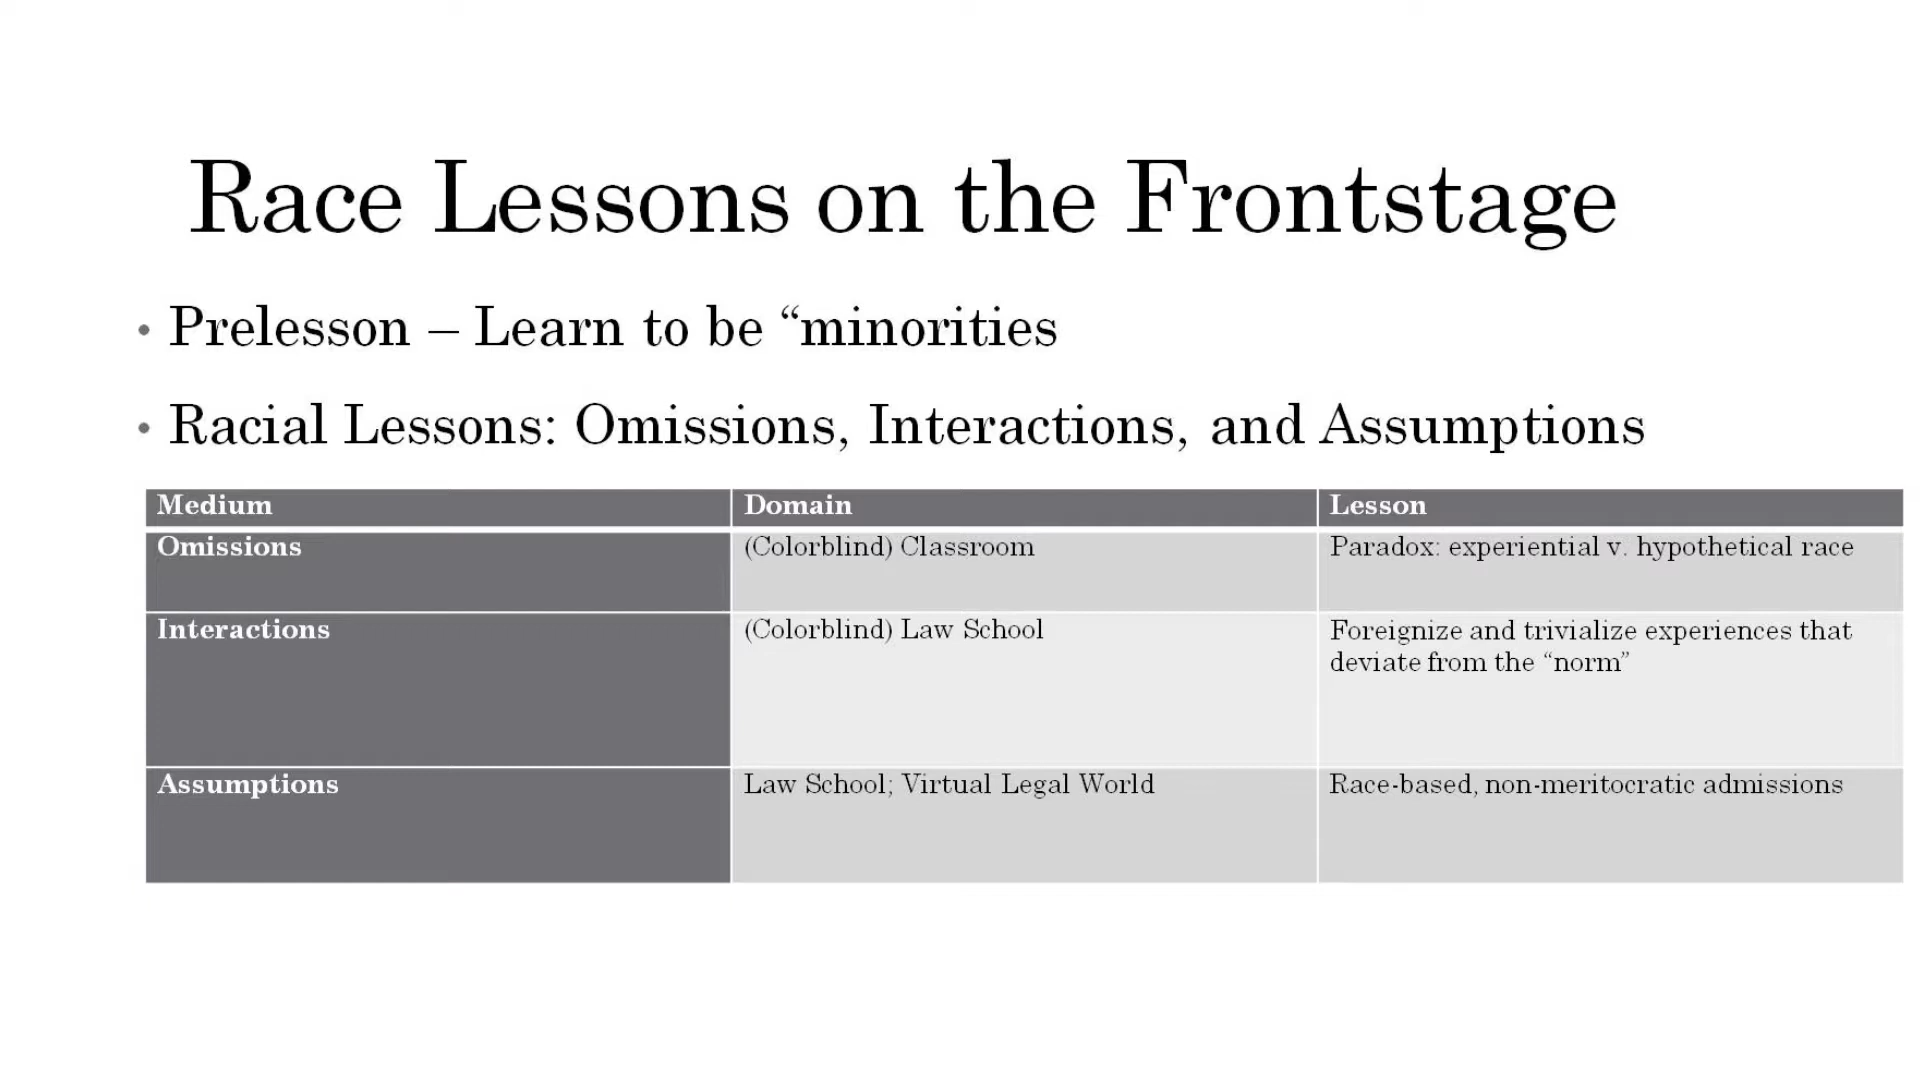 Race Lessons on the Frontstage
• Prelesson – Learn to be “minorities
• Racial Lessons: Omissions, Interactions, and Assumptions
Medium Domain Lesson
Omissions (Colorblind) Classroom Paradox: experiential v. hypothetical race
Interactions (Colorblind) Law School Foreignize and trivialize experiences that
deviate from the “norm”
Assumptions Law School; Virtual Legal World Race-based, non-meritocratic admissions